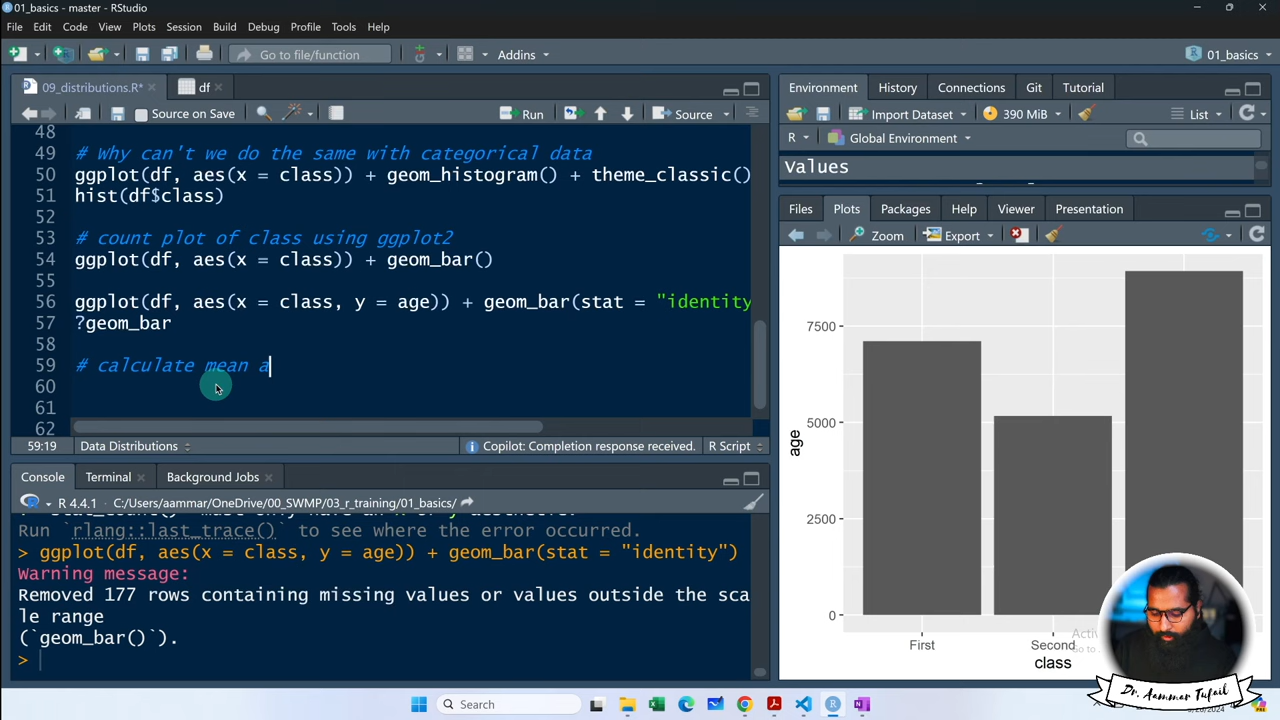 01_basics - master - RStudio
File Edit Code View Plots Session Build Debug Profile Tools Help
Go to file/function Addins 01_basics
09_distributions.R* df
Source on Save Run Source
48
49 # Why can't we do the same with categorical data
50 ggplot(df, aes(x = class)) + geom_histogram() + theme_classic()
51 hist(df$class)
52
53 # count plot of class using ggplot2
54 ggplot(df, aes(x = class)) + geom_bar()
55
56 ggplot(df, aes(x = class, y = age)) + geom_bar(stat = "identity
57 ?geom_bar
58
59 # calculate mean a
60
61
62
59:19 Data Distributions Copilot: Completion response received. R Script
Console Terminal Background Jobs
R 4.4.1 · C:/Users/aammar/OneDrive/00_SWMP/03_r_training/01_basics/
Run `rlang::last_trace()` to see where the error occurred.
> ggplot(df, aes(x = class, y = age)) + geom_bar(stat = "identity")
Warning message:
Removed 177 rows containing missing values or values outside the sca
le range
(`geom_bar()`).
>
Environment History Connections Git Tutorial
Import Dataset 390 MiB List
R Global Environment
Values
Files Plots Packages Help Viewer Presentation
Zoom Export
7500
5000
2500
0
age
First Second
class
Dr. Aammar Tufail
Search